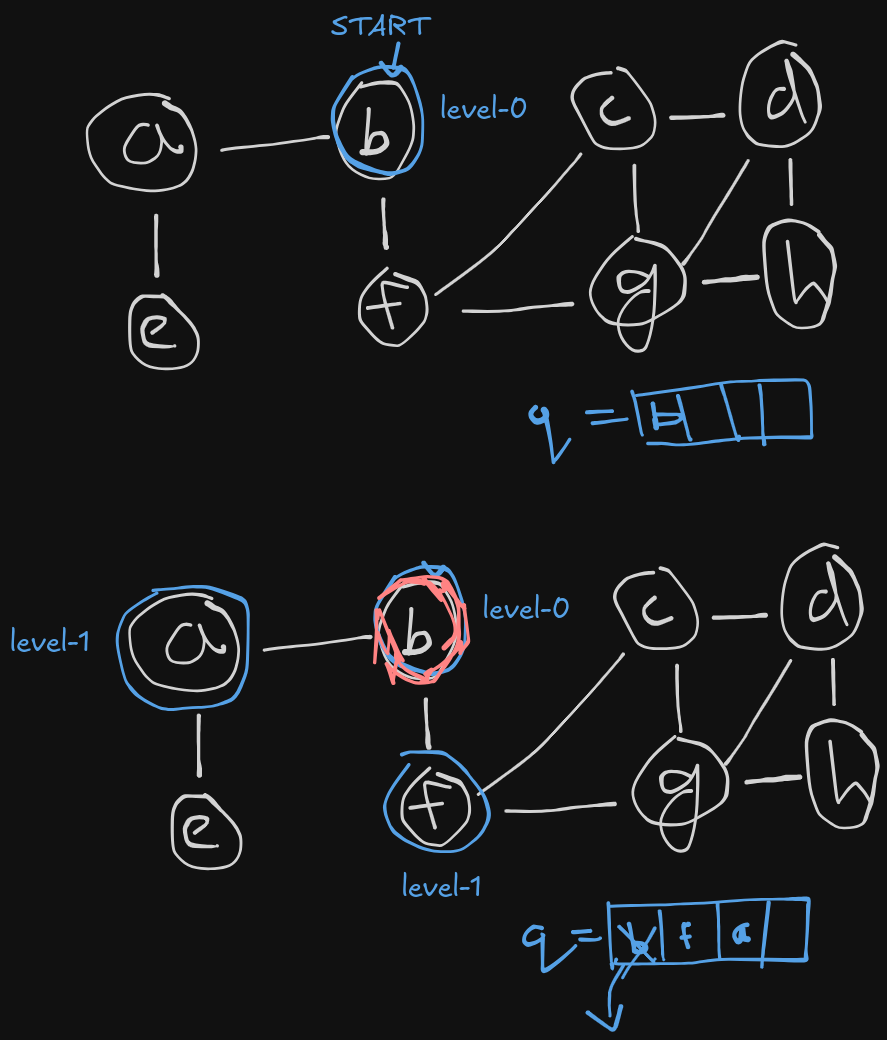 START
a
b
level-0
c
d
e
f
g
h
q = b
level-1
a
b
level-0
c
d
e
f
g
h
level-1
q = b f a